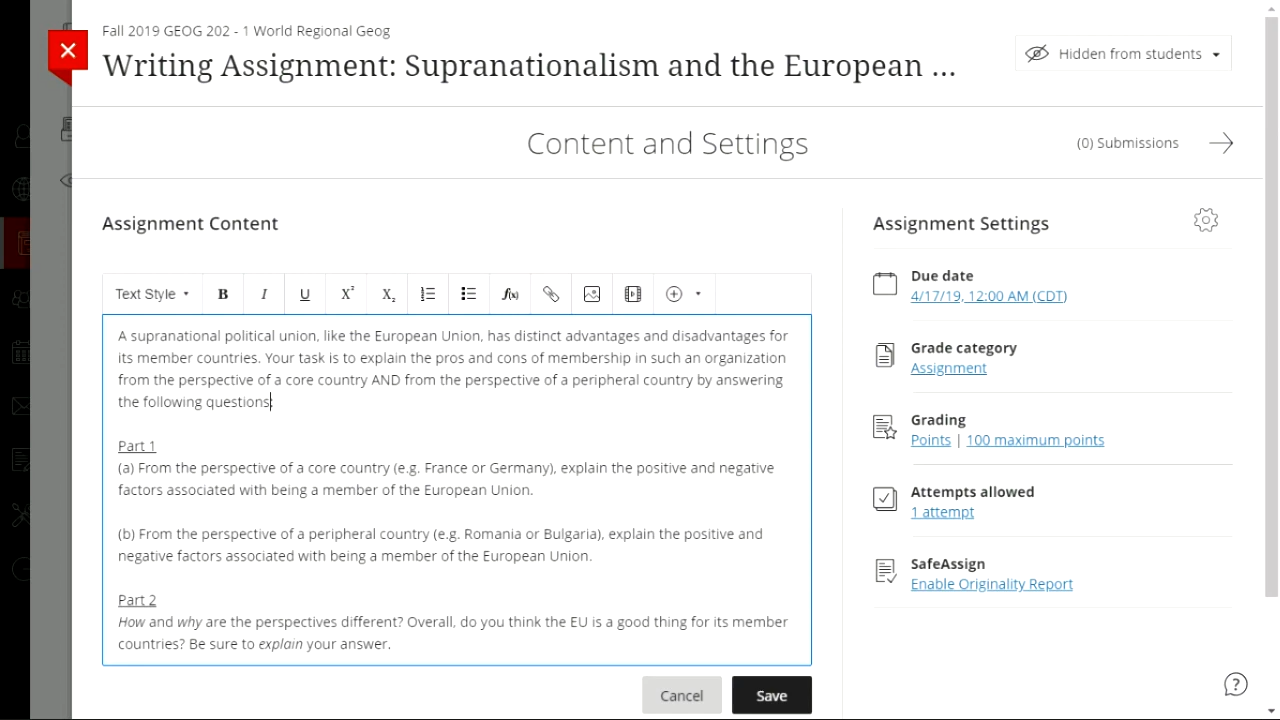 Fall 2019 GEOG 202 - 1 World Regional Geog
Writing Assignment: Supranationalism and the European ...
Hidden from students
Content and Settings
(0) Submissions
Assignment Content
Text Style
B I U X² X₂ f(x)
A supranational political union, like the European Union, has distinct advantages and disadvantages for
its member countries. Your task is to explain the pros and cons of membership in such an organization
from the perspective of a core country AND from the perspective of a peripheral country by answering
the following questions:
Part 1
(a) From the perspective of a core country (e.g. France or Germany), explain the positive and negative
factors associated with being a member of the European Union.
(b) From the perspective of a peripheral country (e.g. Romania or Bulgaria), explain the positive and
negative factors associated with being a member of the European Union.
Part 2
How and why are the perspectives different? Overall, do you think the EU is a good thing for its member
countries? Be sure to explain your answer.
Cancel
Save
Assignment Settings
Due date
4/17/19, 12:00 AM (CDT)
Grade category
Assignment
Grading
Points | 100 maximum points
Attempts allowed
1 attempt
SafeAssign
Enable Originality Report